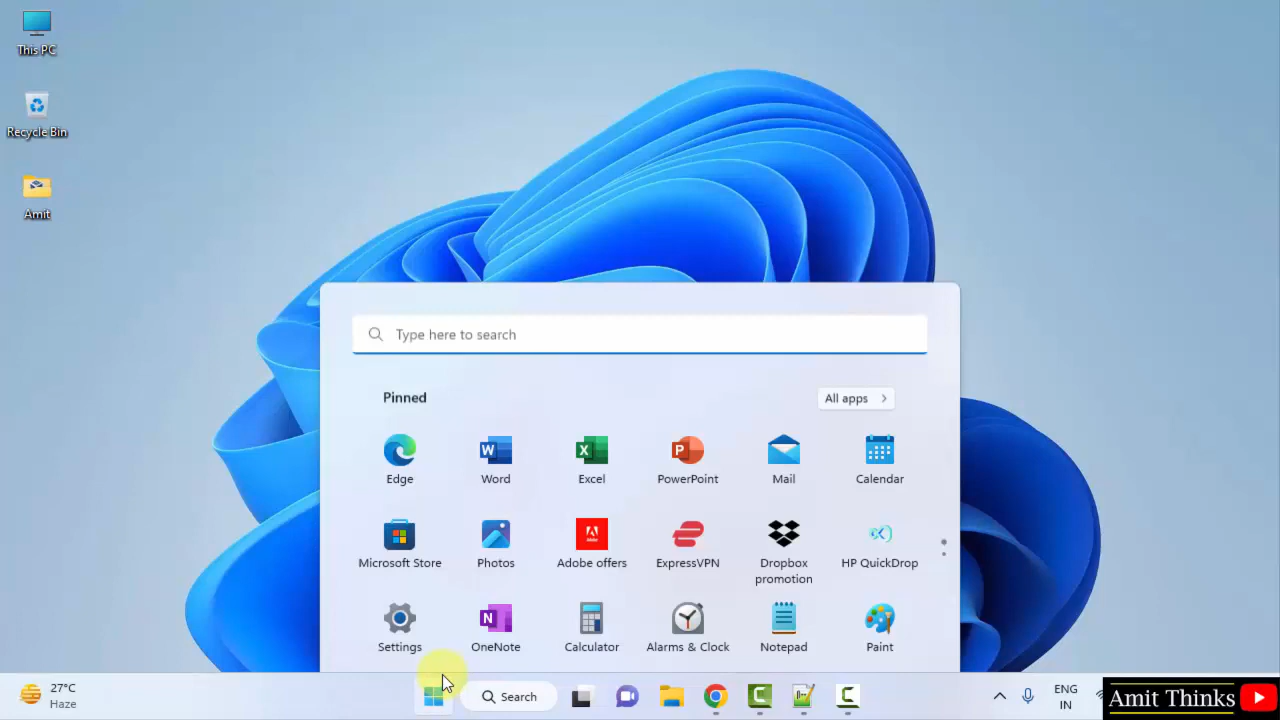 This PC
Recycle Bin
Amit
Type here to search
Pinned
All apps
Edge
Word
Excel
PowerPoint
Mail
Calendar
Microsoft Store
Photos
Adobe offers
ExpressVPN
Dropbox promotion
HP QuickDrop
Settings
OneNote
Calculator
Alarms & Clock
Notepad
Paint
27°C
Haze
Search
ENG
IN
Amit Thinks